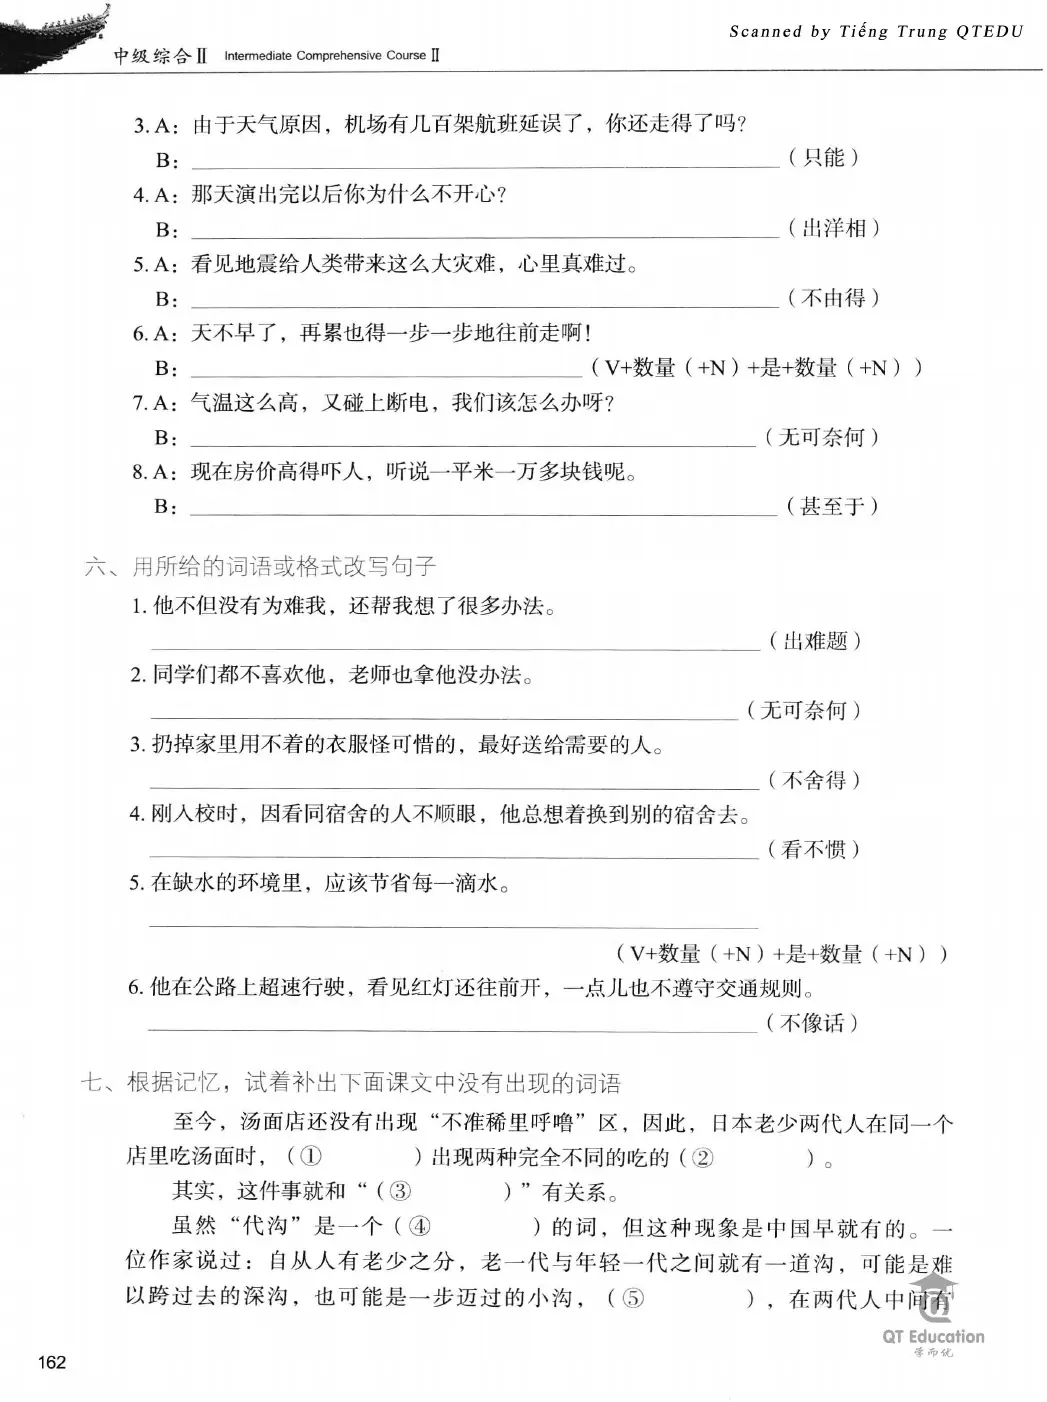 Scanned by Tiếng Trung QTEDU
中级综合Ⅱ Intermediate Comprehensive Course Ⅱ
3. A：由于天气原因，机场有几百架航班延误了，你还走得了吗？
B：（只能）
4. A：那天演出完以后你为什么不开心？
B：（出洋相）
5. A：看见地震给人类带来这么大灾难，心里真难过。
B：（不由得）
6. A：天不早了，再累也得一步一步地往前走啊！
B：（V+数量（+N）+是+数量（+N））
7. A：气温这么高，又碰上断电，我们该怎么办呀？
B：（无可奈何）
8. A：现在房价高得吓人，听说一平米一万多块钱呢。
B：（甚至于）
六、用所给的词语或格式改写句子
1. 他不但没有为难我，还帮我想了很多办法。
（出难题）
2. 同学们都不喜欢他，老师也拿他没办法。
（无可奈何）
3. 扔掉家里用不着的衣服怪可惜的，最好送给需要的人。
（不舍得）
4. 刚入校时，因看同宿舍的人不顺眼，他总想着换到别的宿舍去。
（看不惯）
5. 在缺水的环境里，应该节省每一滴水。
（V+数量（+N）+是+数量（+N））
6. 他在公路上超速行驶，看见红灯还往前开，一点儿也不遵守交通规则。
（不像话）
七、根据记忆，试着补出下面课文中没有出现的词语
至今，汤面店还没有出现“不准稀里呼噜”区，因此，日本老少两代人在同一个
店里吃汤面时，（① ）出现两种完全不同的吃的（② ）。
其实，这件事就和“（③ ）”有关系。
虽然“代沟”是一个（④ ）的词，但这种现象是中国早就有的。一
位作家说过：自从人有老少之分，老一代与年轻一代之间就有一道沟，可能是难
以跨过去的深沟，也可能是一步迈过的小沟，（⑤ ），在两代人中间有
QT Education
学而优
162